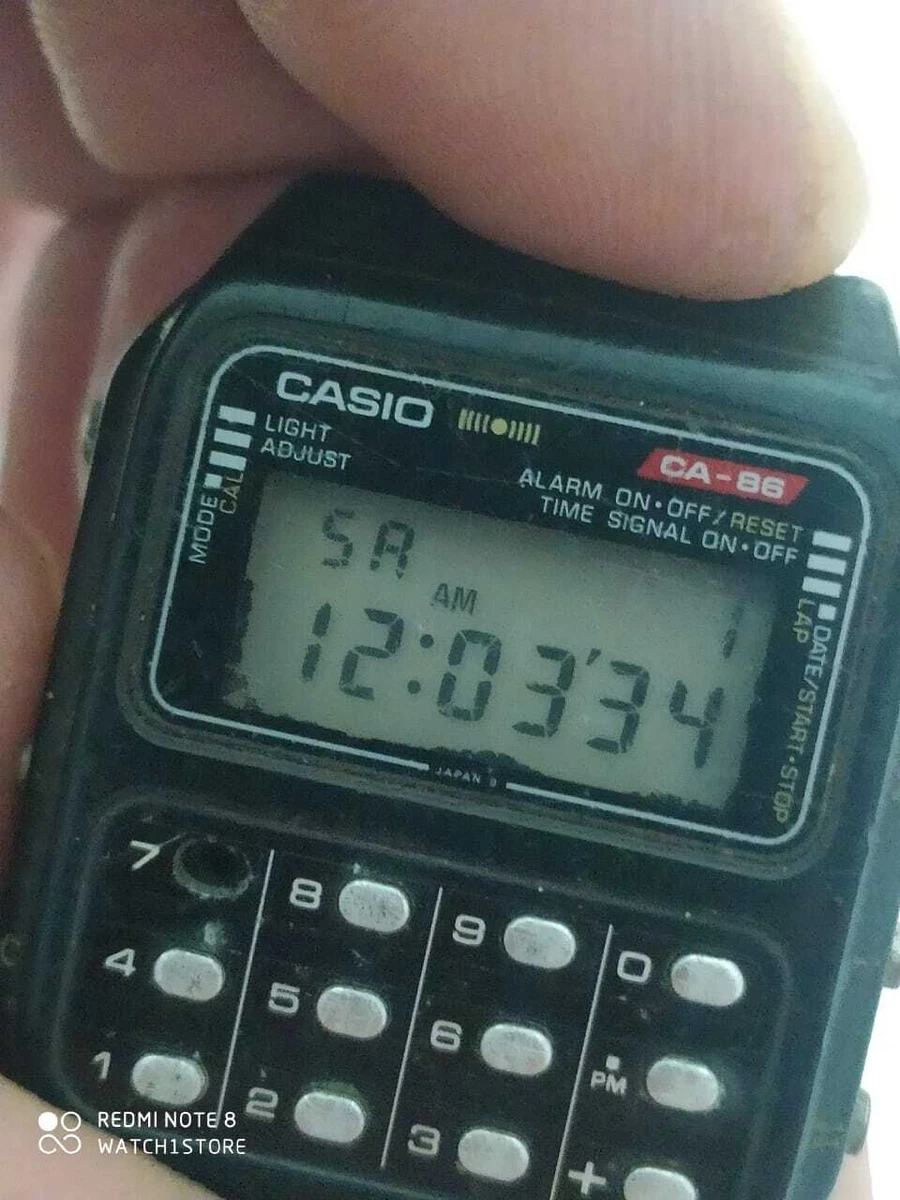 CASIO
LIGHT
ADJUST
MODE
CAL
CA-86
ALARM ON•OFF/RESET
TIME SIGNAL ON•OFF
LAP
DATE/START•STOP
SA
AM
1
12:03'34
JAPAN
7
8
9
0
4
5
6
PM
1
2
3
+
REDMI NOTE 8
WATCH1STORE